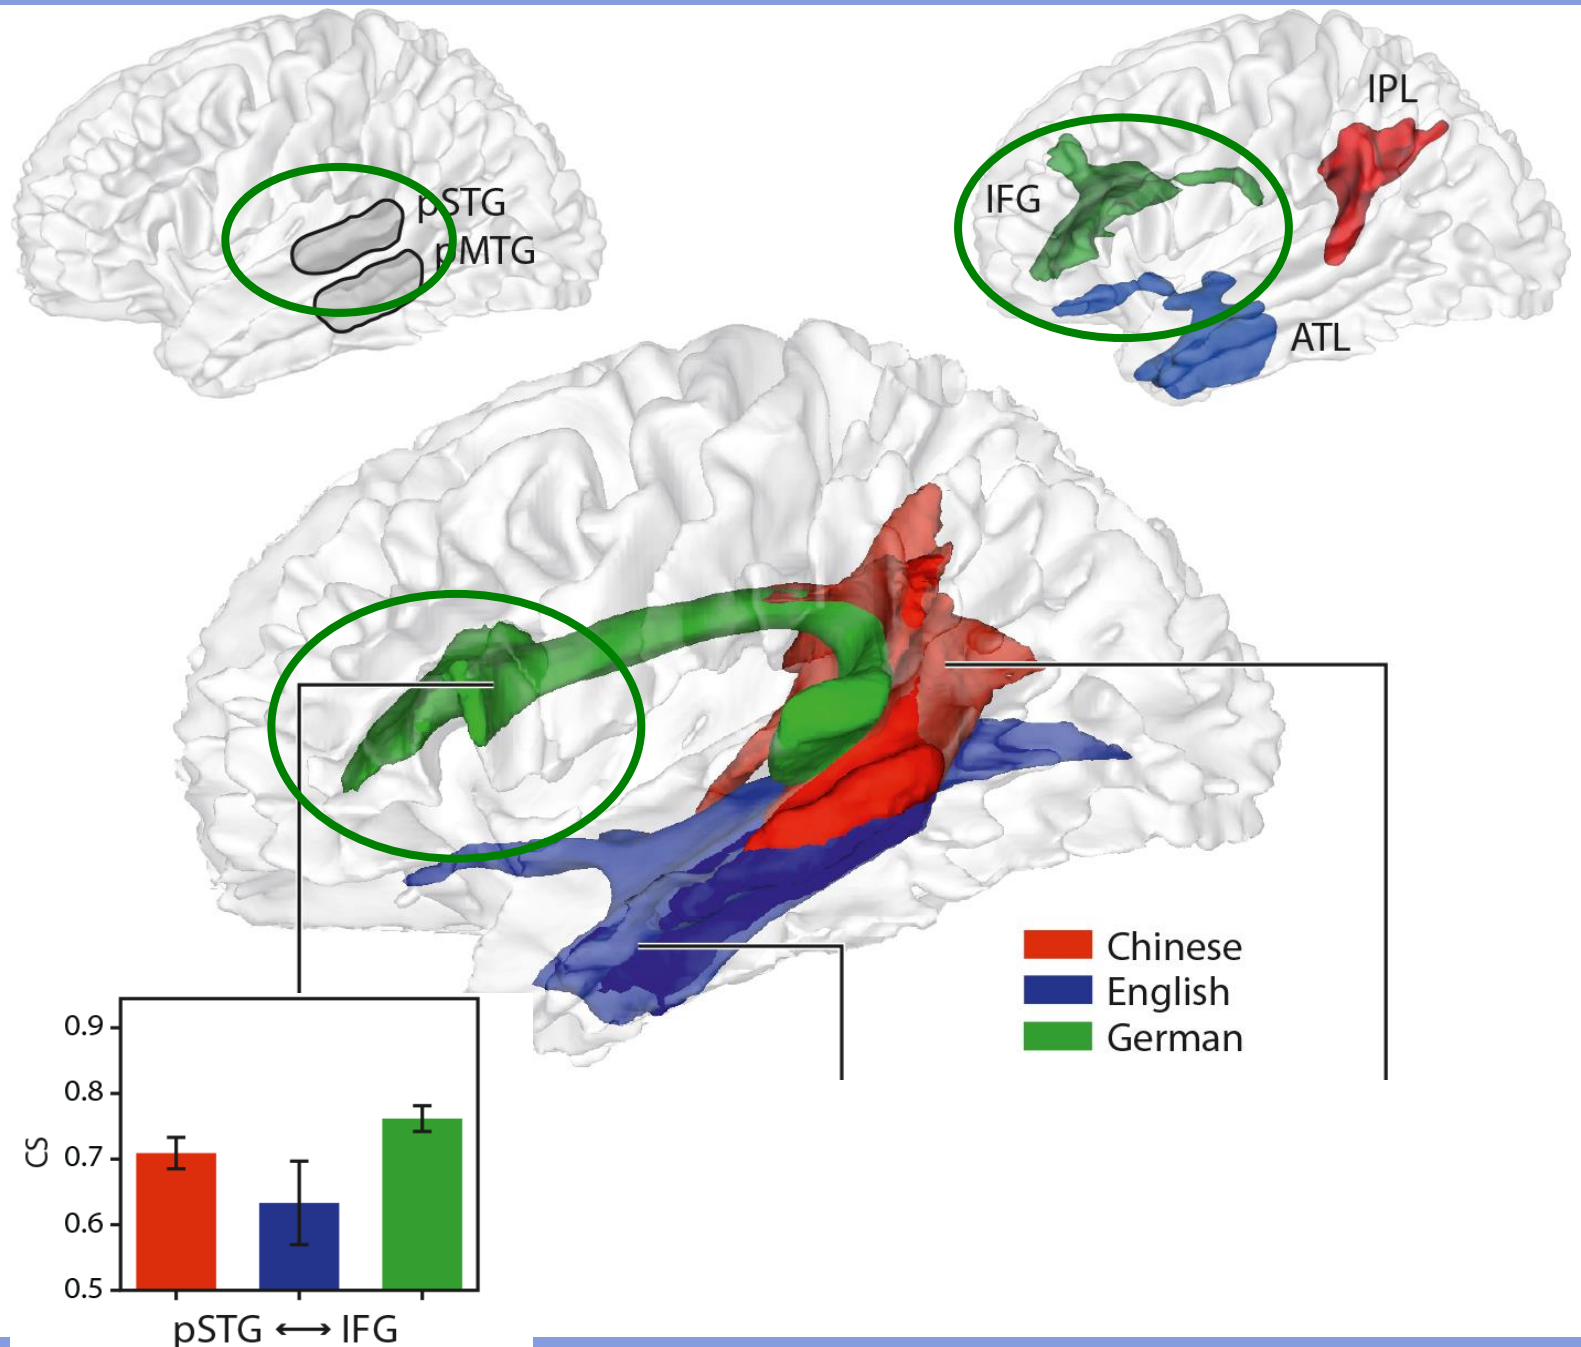 pSTG
pMTG
IPL
IFG
ATL
Chinese
English
German
0.9
0.8
0.7
0.6
0.5
CS
pSTG ⟷ IFG